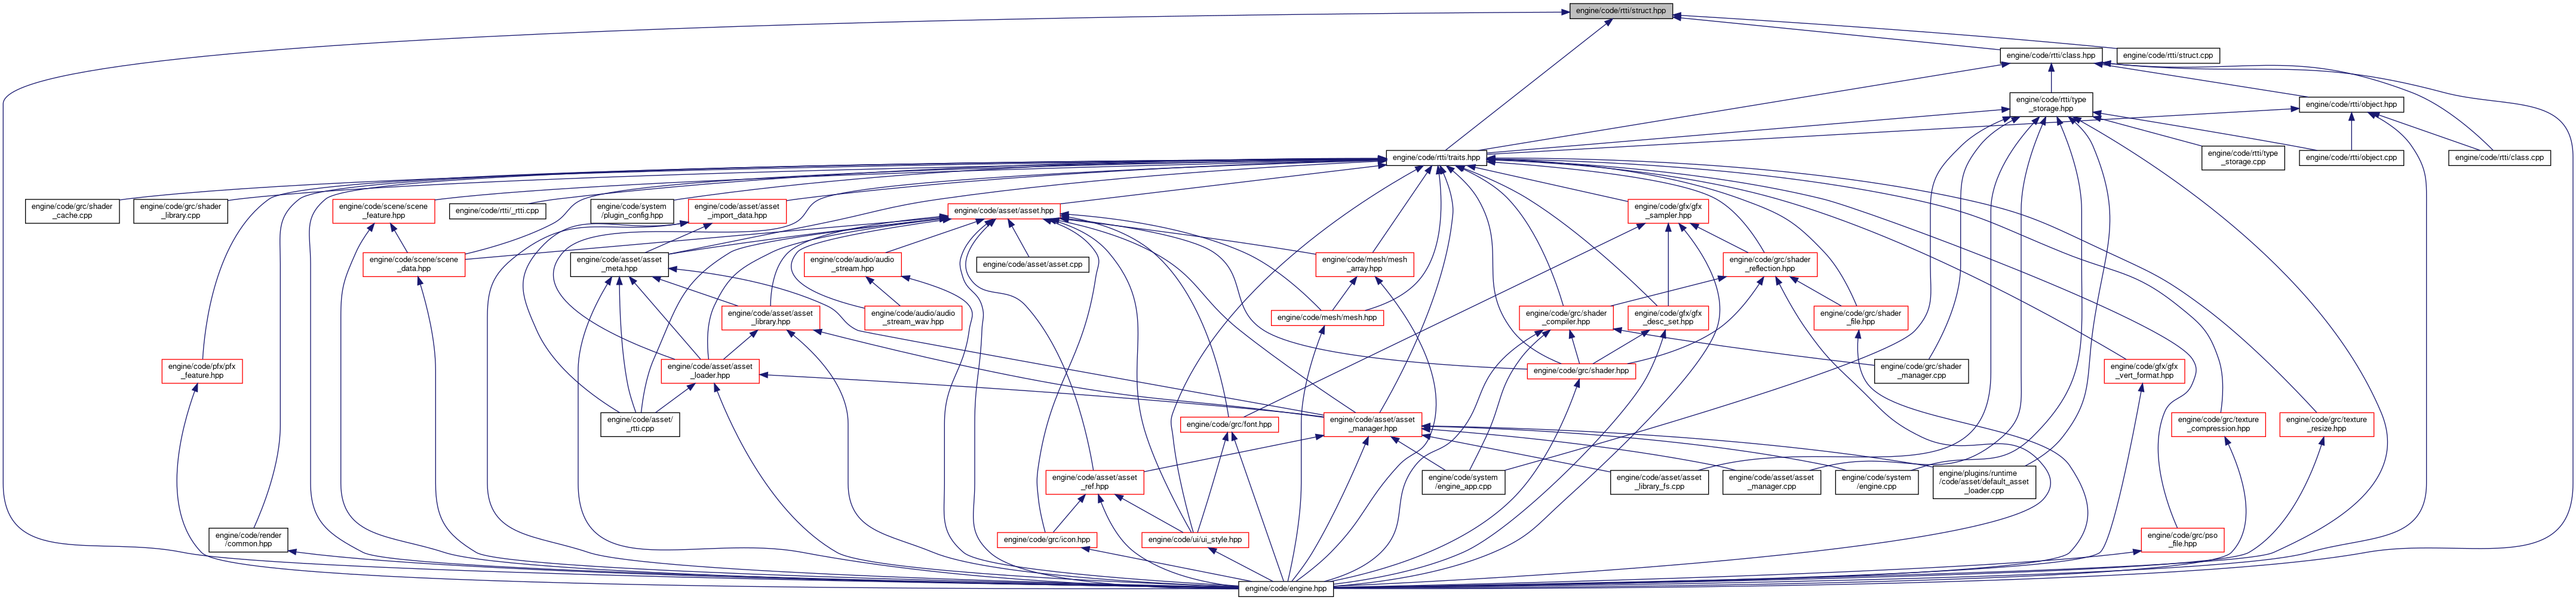 engine/code/rtti/struct.hpp
engine/code/rtti/class.hpp
engine/code/rtti/struct.cpp
engine/code/rtti/type
_storage.hpp
engine/code/rtti/object.hpp
engine/code/rtti/traits.hpp
engine/code/rtti/type
_storage.cpp
engine/code/rtti/object.cpp
engine/code/rtti/class.cpp
engine/code/grc/shader
_cache.cpp
engine/code/grc/shader
_library.cpp
engine/code/scene/scene
_feature.hpp
engine/code/rtti/_rtti.cpp
engine/code/system
/plugin_config.hpp
engine/code/asset/asset
_import_data.hpp
engine/code/asset/asset.hpp
engine/code/gfx/gfx
_sampler.hpp
engine/code/scene/scene
_data.hpp
engine/code/asset/asset
_meta.hpp
engine/code/audio/audio
_stream.hpp
engine/code/asset/asset.cpp
engine/code/mesh/mesh
_array.hpp
engine/code/grc/shader
_reflection.hpp
engine/code/asset/asset
_library.hpp
engine/code/audio/audio
_stream_wav.hpp
engine/code/mesh/mesh.hpp
engine/code/grc/shader
_compiler.hpp
engine/code/gfx/gfx
_desc_set.hpp
engine/code/grc/shader
_file.hpp
engine/code/pfx/pfx
_feature.hpp
engine/code/asset/asset
_loader.hpp
engine/code/grc/shader.hpp
engine/code/grc/shader
_manager.cpp
engine/code/gfx/gfx
_vert_format.hpp
engine/code/asset/
_rtti.cpp
engine/code/grc/font.hpp
engine/code/asset/asset
_manager.hpp
engine/code/grc/texture
_compression.hpp
engine/code/grc/texture
_resize.hpp
engine/code/asset/asset
_ref.hpp
engine/code/system
/engine_app.cpp
engine/code/asset/asset
_library_fs.cpp
engine/code/asset/asset
_manager.cpp
engine/code/system
/engine.cpp
engine/plugins/runtime
/code/asset/default_asset
_loader.cpp
engine/code/render
/common.hpp
engine/code/grc/icon.hpp
engine/code/ui/ui_style.hpp
engine/code/grc/pso
_file.hpp
engine/code/engine.hpp